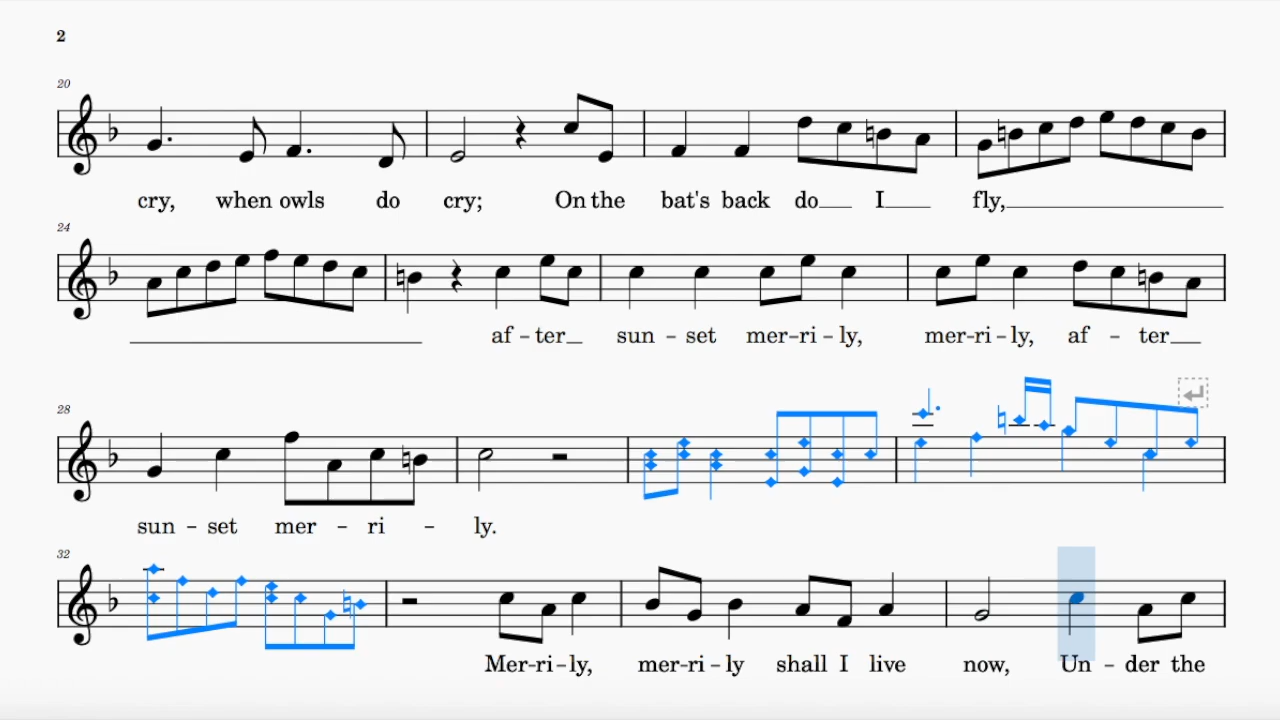 2
20
cry, when owls do cry; On the bat's back do I fly,
24
af - ter sun - set mer - ri - ly, mer - ri - ly, af - ter
28
sun - set mer - ri - ly.
32
Mer - ri - ly, mer - ri - ly shall I live now, Un - der the